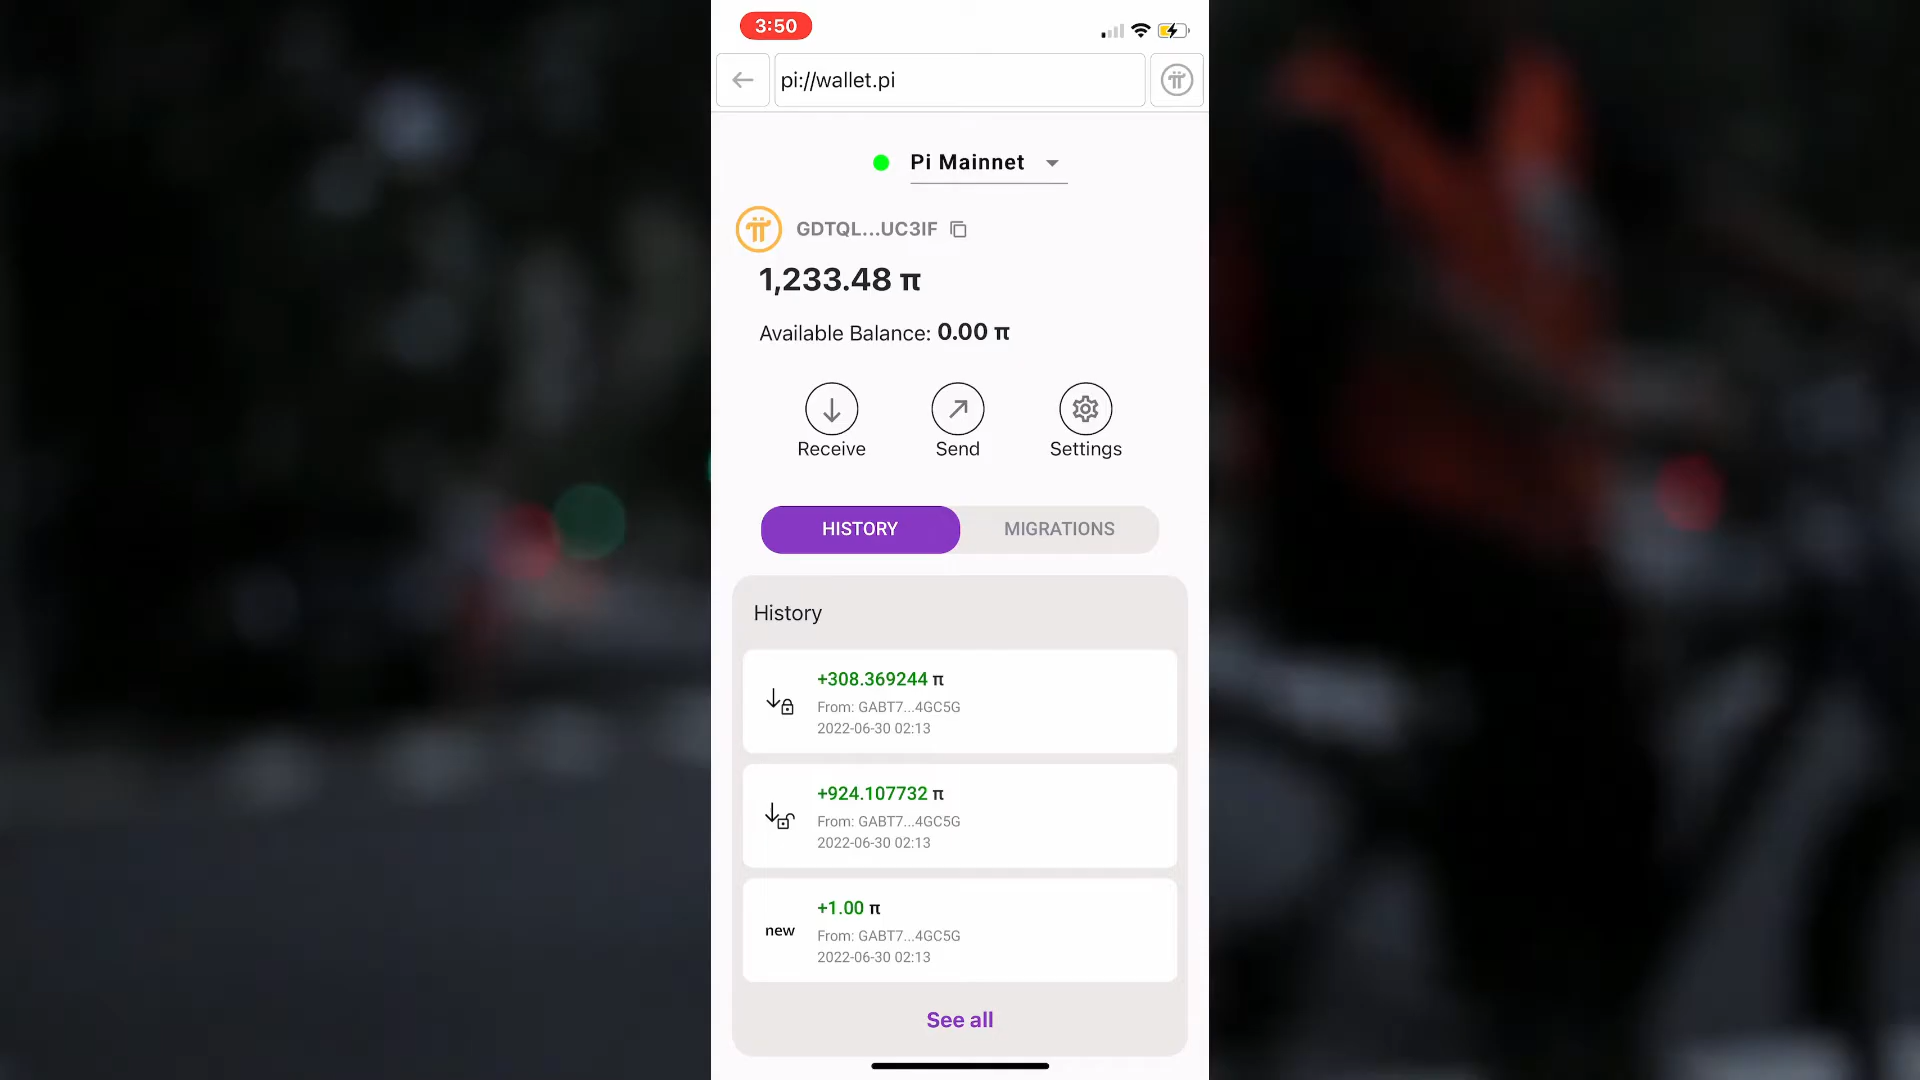 3:50
pi://wallet.pi
Pi Mainnet
GDTQL...UC3IF
1,233.48 π
Available Balance: 0.00 π
Receive
Send
Settings
HISTORY
MIGRATIONS
History
+308.369244 π
From: GABT7...4GC5G
2022-06-30 02:13
+924.107732 π
From: GABT7...4GC5G
2022-06-30 02:13
new
+1.00 π
From: GABT7...4GC5G
2022-06-30 02:13
See all